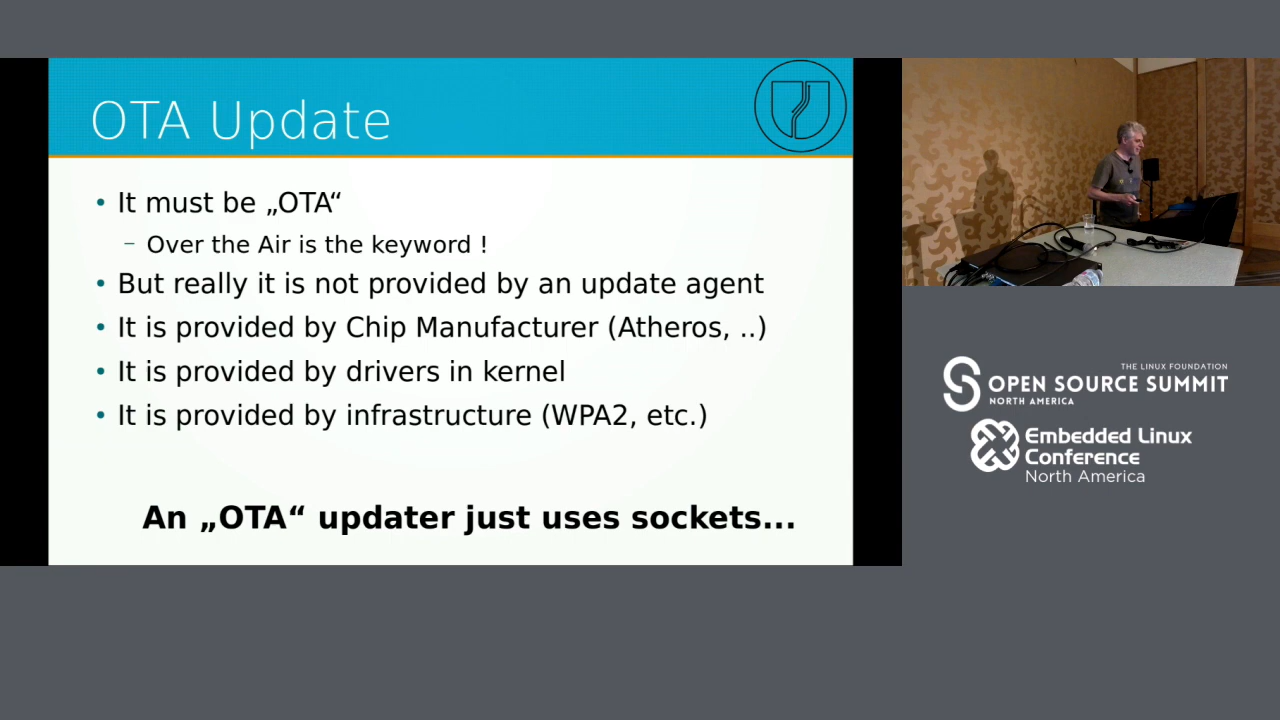 OTA Update
• It must be „OTA“
– Over the Air is the keyword !
• But really it is not provided by an update agent
• It is provided by Chip Manufacturer (Atheros, ..)
• It is provided by drivers in kernel
• It is provided by infrastructure (WPA2, etc.)
An „OTA“ updater just uses sockets...
THE LINUX FOUNDATION
OPEN SOURCE SUMMIT
NORTH AMERICA
Embedded Linux
Conference
North America